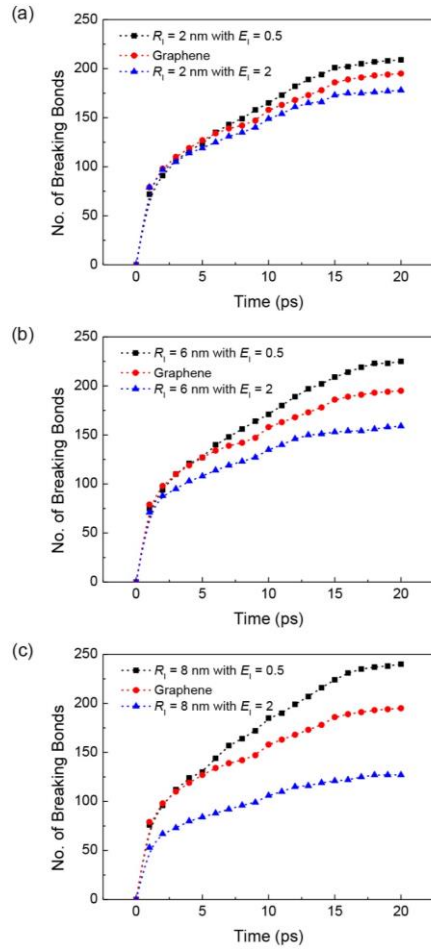 (a)
250
200
150
100
50
0
No. of Breaking Bonds
R_I = 2 nm with E_I = 0.5
Graphene
R_I = 2 nm with E_I = 2
0 5 10 15 20
Time (ps)
(b)
250
200
150
100
50
0
No. of Breaking Bonds
R_I = 6 nm with E_I = 0.5
Graphene
R_I = 6 nm with E_I = 2
0 5 10 15 20
Time (ps)
(c)
250
200
150
100
50
0
No. of Breaking Bonds
R_I = 8 nm with E_I = 0.5
Graphene
R_I = 8 nm with E_I = 2
0 5 10 15 20
Time (ps)